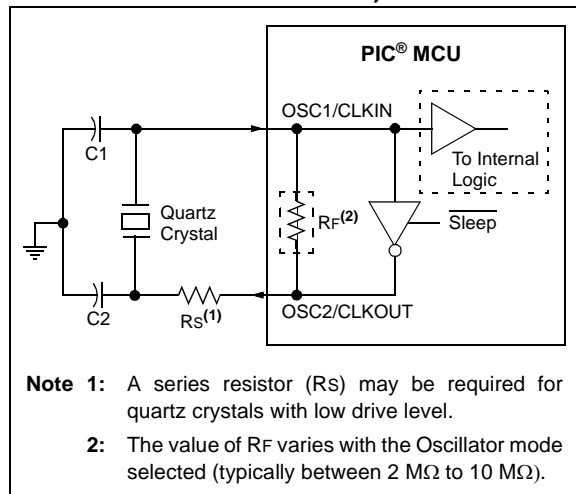 PIC® MCU
OSC1/CLKIN
C1
To Internal
Logic
Quartz
Crystal
RF(2)
Sleep
C2
RS(1)
OSC2/CLKOUT
Note 1: A series resistor (RS) may be required for
quartz crystals with low drive level.
2: The value of RF varies with the Oscillator mode
selected (typically between 2 MΩ to 10 MΩ).